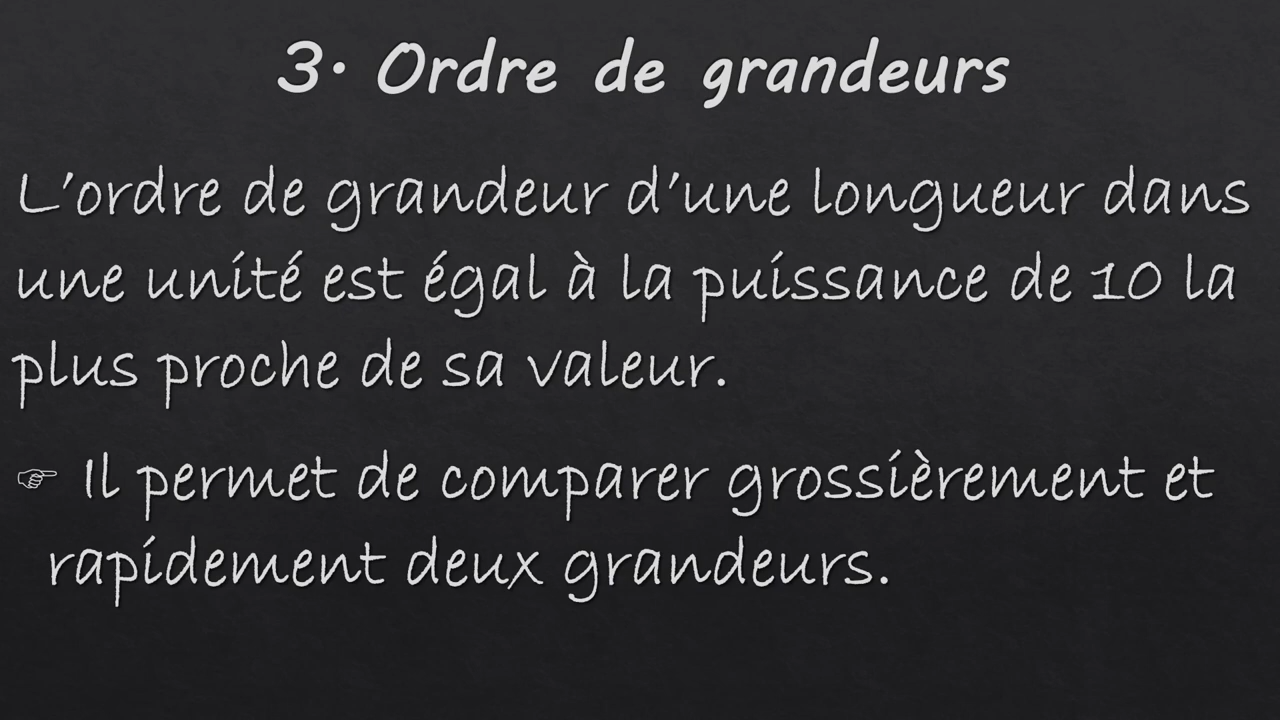 3. Ordre de grandeurs
L’ordre de grandeur d’une longueur dans
une unité est égal à la puissance de 10 la
plus proche de sa valeur.
☞ Il permet de comparer grossièrement et
rapidement deux grandeurs.